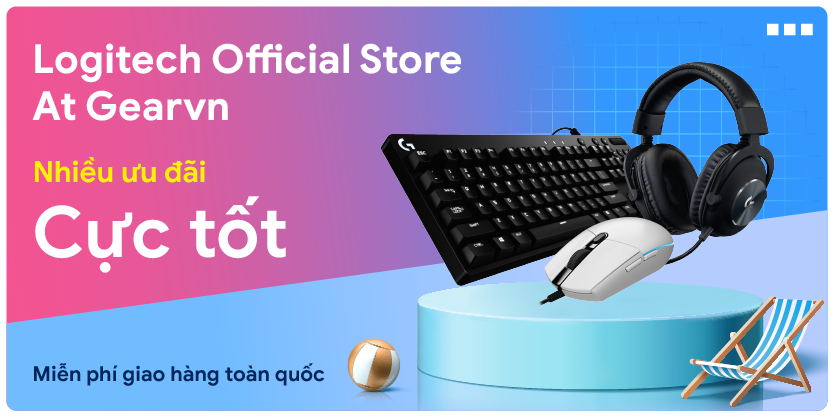 Logitech Official Store
At Gearvn
Nhiều ưu đãi
Cực tốt
Miễn phí giao hàng toàn quốc